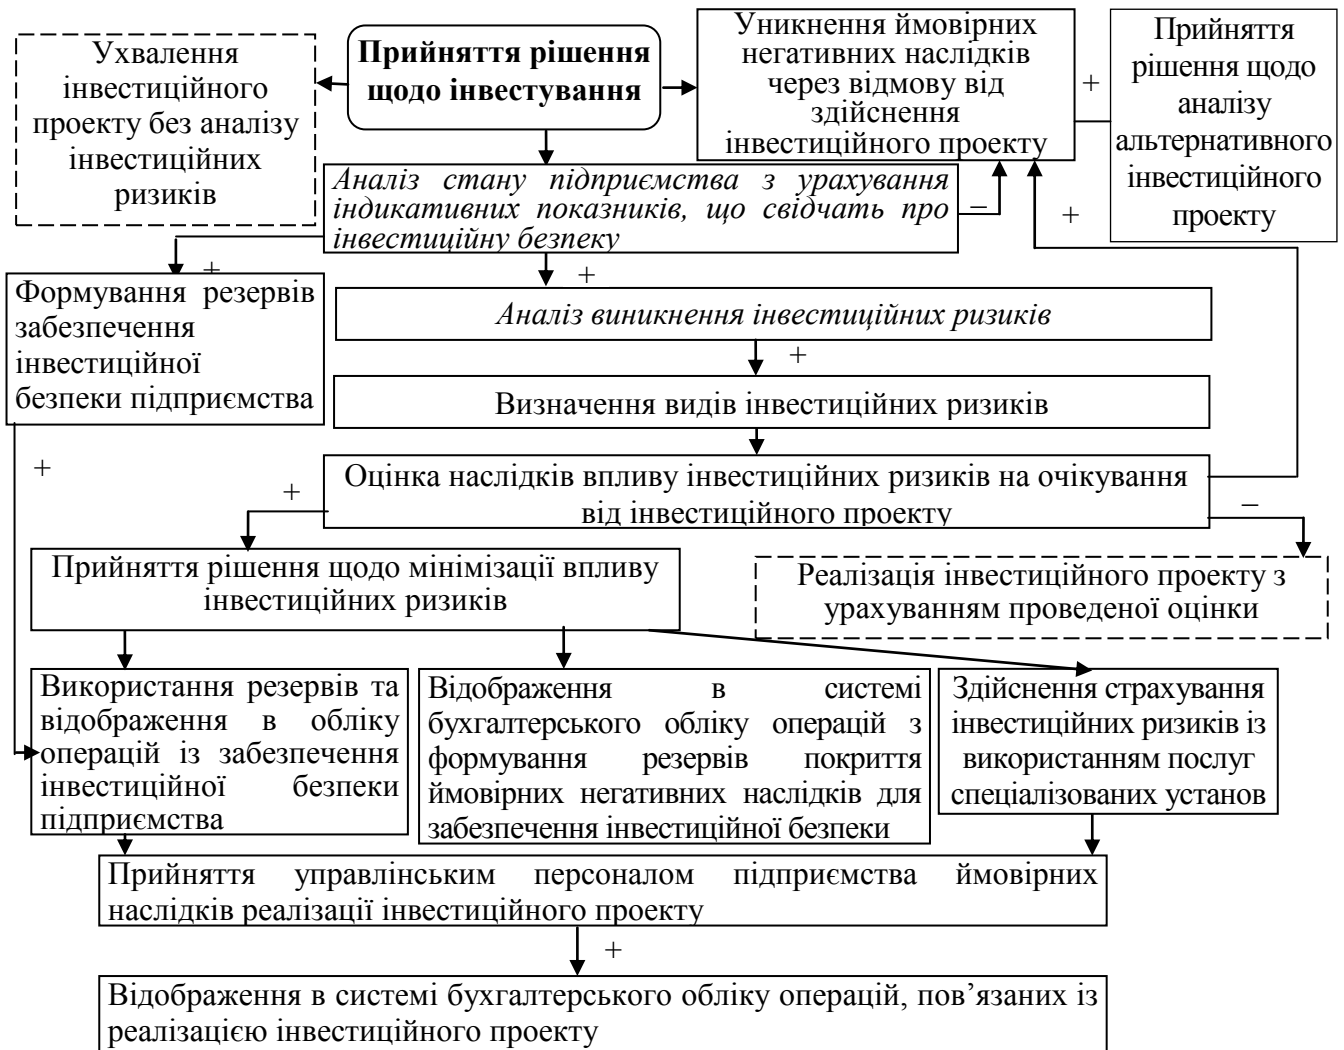 Ухвалення
інвестиційного
проекту без аналізу
інвестиційних
ризиків
Прийняття рішення
щодо інвестування
Уникнення ймовірних
негативних наслідків
через відмову від
здійснення
інвестиційного проекту
+
Прийняття
рішення щодо
аналізу
альтернативного
інвестиційного
проекту
Аналіз стану підприємства з урахування
індикативних показників, що свідчать про
інвестиційну безпеку
–
+
+
+
Формування резервів
забезпечення
інвестиційної
безпеки підприємства
Аналіз виникнення інвестиційних ризиків
+
Визначення видів інвестиційних ризиків
+
Оцінка наслідків впливу інвестиційних ризиків на очікування
від інвестиційного проекту
+
–
Прийняття рішення щодо мінімізації впливу
інвестиційних ризиків
Реалізація інвестиційного проекту з
урахуванням проведеної оцінки
Використання резервів та
відображення в обліку
операцій із забезпечення
інвестиційної безпеки
підприємства
Відображення в системі
бухгалтерського обліку операцій з
формування резервів покриття
ймовірних негативних наслідків для
забезпечення інвестиційної безпеки
Здійснення страхування
інвестиційних ризиків із
використанням послуг
спеціалізованих установ
Прийняття управлінським персоналом підприємства ймовірних
наслідків реалізації інвестиційного проекту
+
Відображення в системі бухгалтерського обліку операцій, пов’язаних із
реалізацією інвестиційного проекту